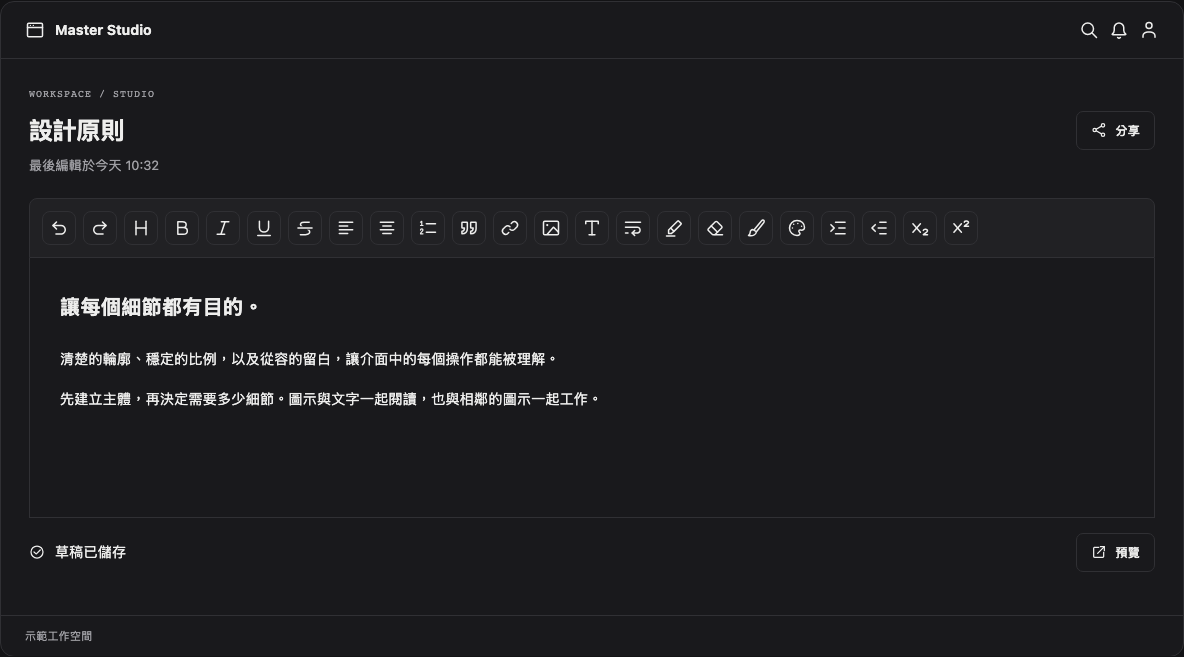 Master Studio
WORKSPACE / STUDIO
設計原則
最後編輯於今天 10:32
分享
讓每個細節都有目的。
清楚的輪廓、穩定的比例，以及從容的留白，讓介面中的每個操作都能被理解。
先建立主體，再決定需要多少細節。圖示與文字一起閱讀，也與相鄰的圖示一起工作。
草稿已儲存
預覽
示範工作空間